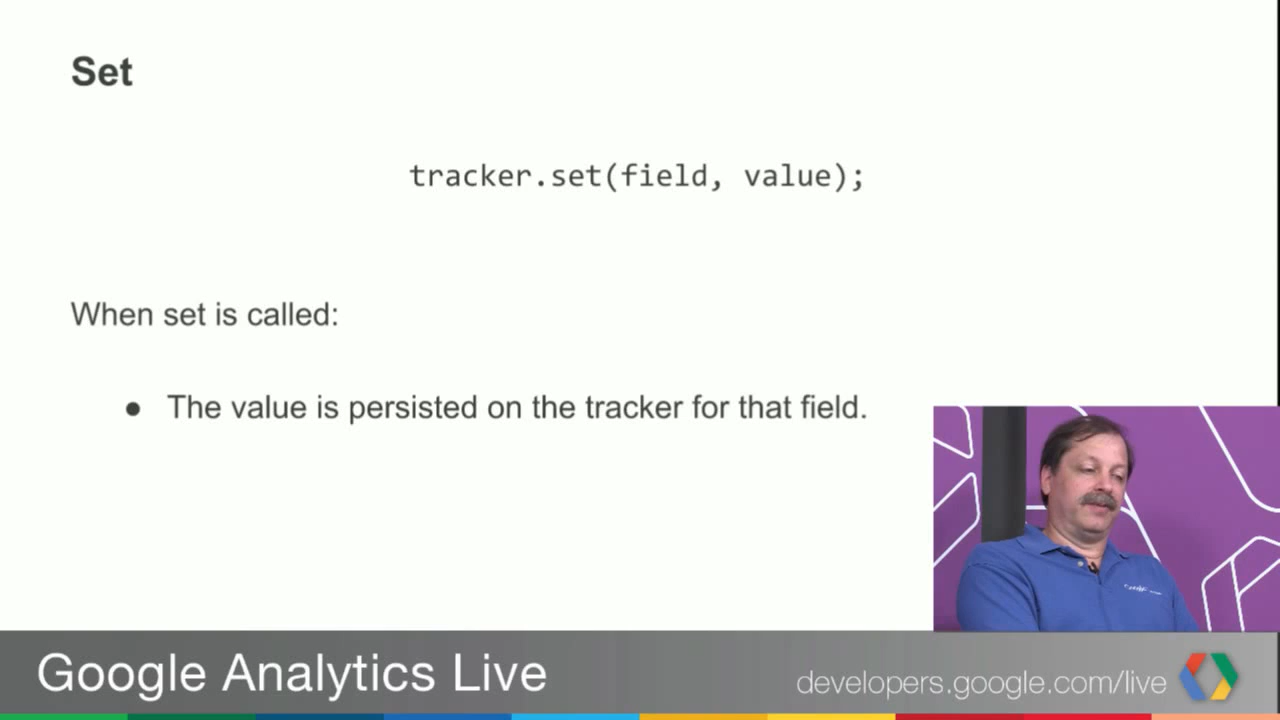 Set
tracker.set(field, value);
When set is called:
● The value is persisted on the tracker for that field.
Google
Google Analytics Live
developers.google.com/live